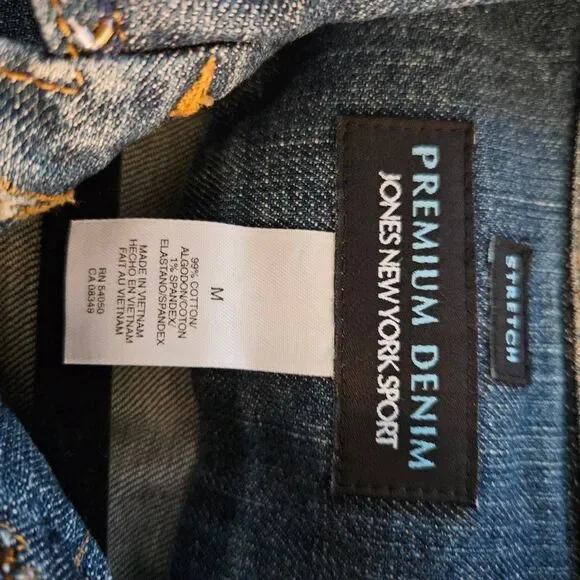 PREMIUM DENIM
JONES NEW YORK SPORT
STRETCH
M
99% COTTON/
ALGODON/COTON
1% SPANDEX/
ELASTANO/SPANDEX
MADE IN VIETNAM
HECHO EN VIETNAM
FAIT AU VIETNAM
RN 54050
CA 08349